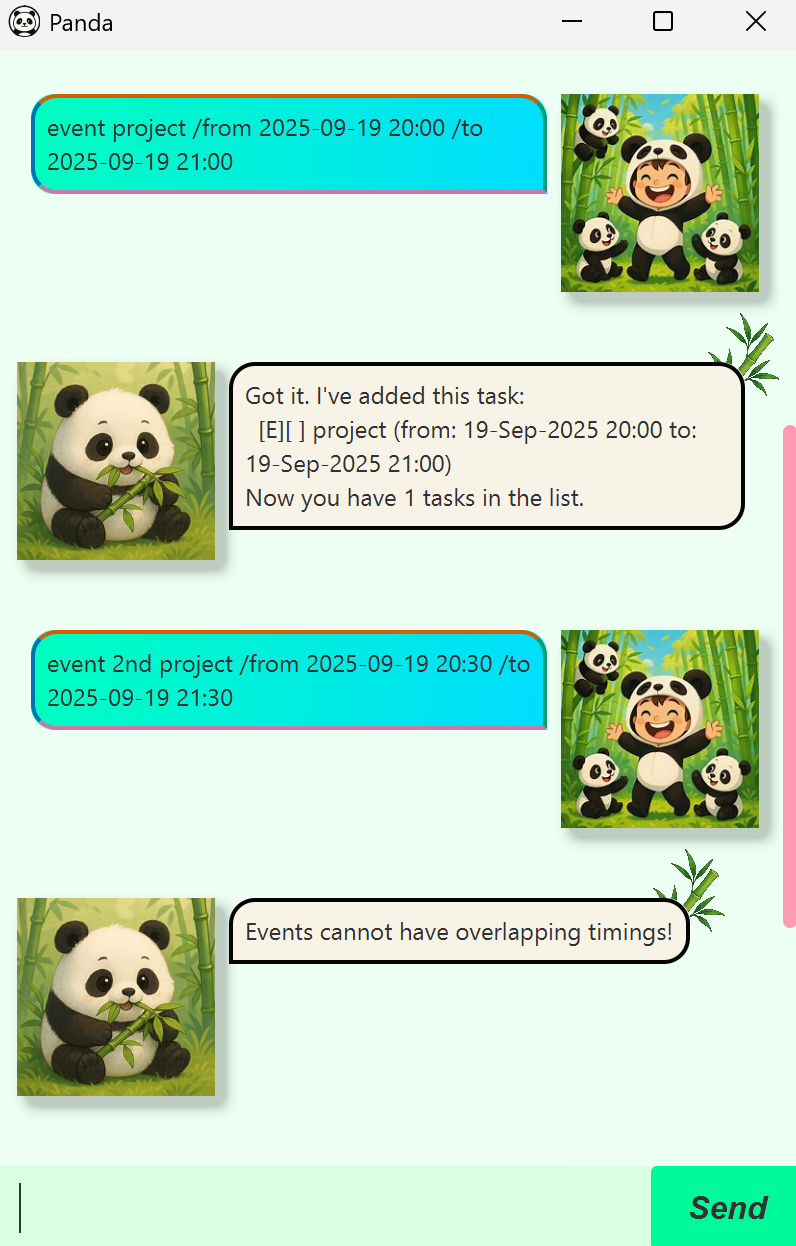 Panda
event project /from 2025-09-19 20:00 /to
2025-09-19 21:00
Got it. I've added this task:
[E][ ] project (from: 19-Sep-2025 20:00 to:
19-Sep-2025 21:00)
Now you have 1 tasks in the list.
event 2nd project /from 2025-09-19 20:30 /to
2025-09-19 21:30
Events cannot have overlapping timings!
Send